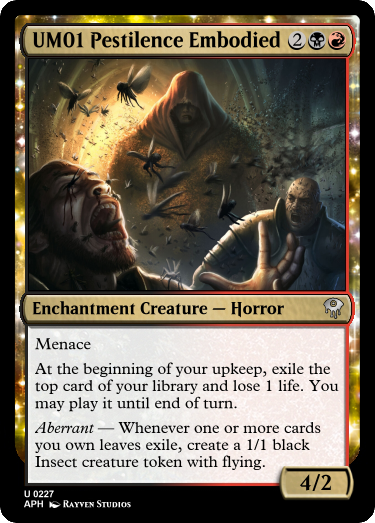 UM01 Pestilence Embodied 2
Enchantment Creature — Horror
Menace
At the beginning of your upkeep, exile the
top card of your library and lose 1 life. You
may play it until end of turn.
Aberrant — Whenever one or more cards
you own leaves exile, create a 1/1 black
Insect creature token with flying.
4/2
U 0227
APH Rayven Studios